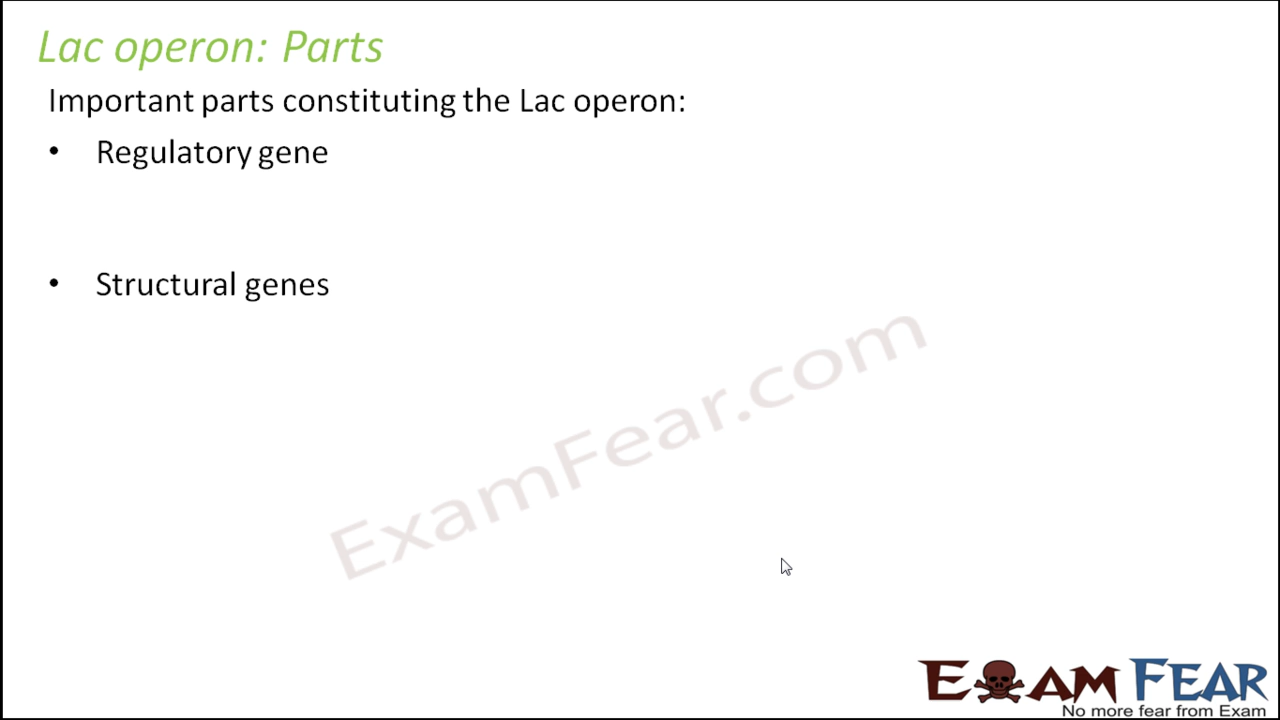 Lac operon: Parts
Important parts constituting the Lac operon:
• Regulatory gene
• Structural genes
ExamFear.com
EXAM FEAR
No more fear from Exam